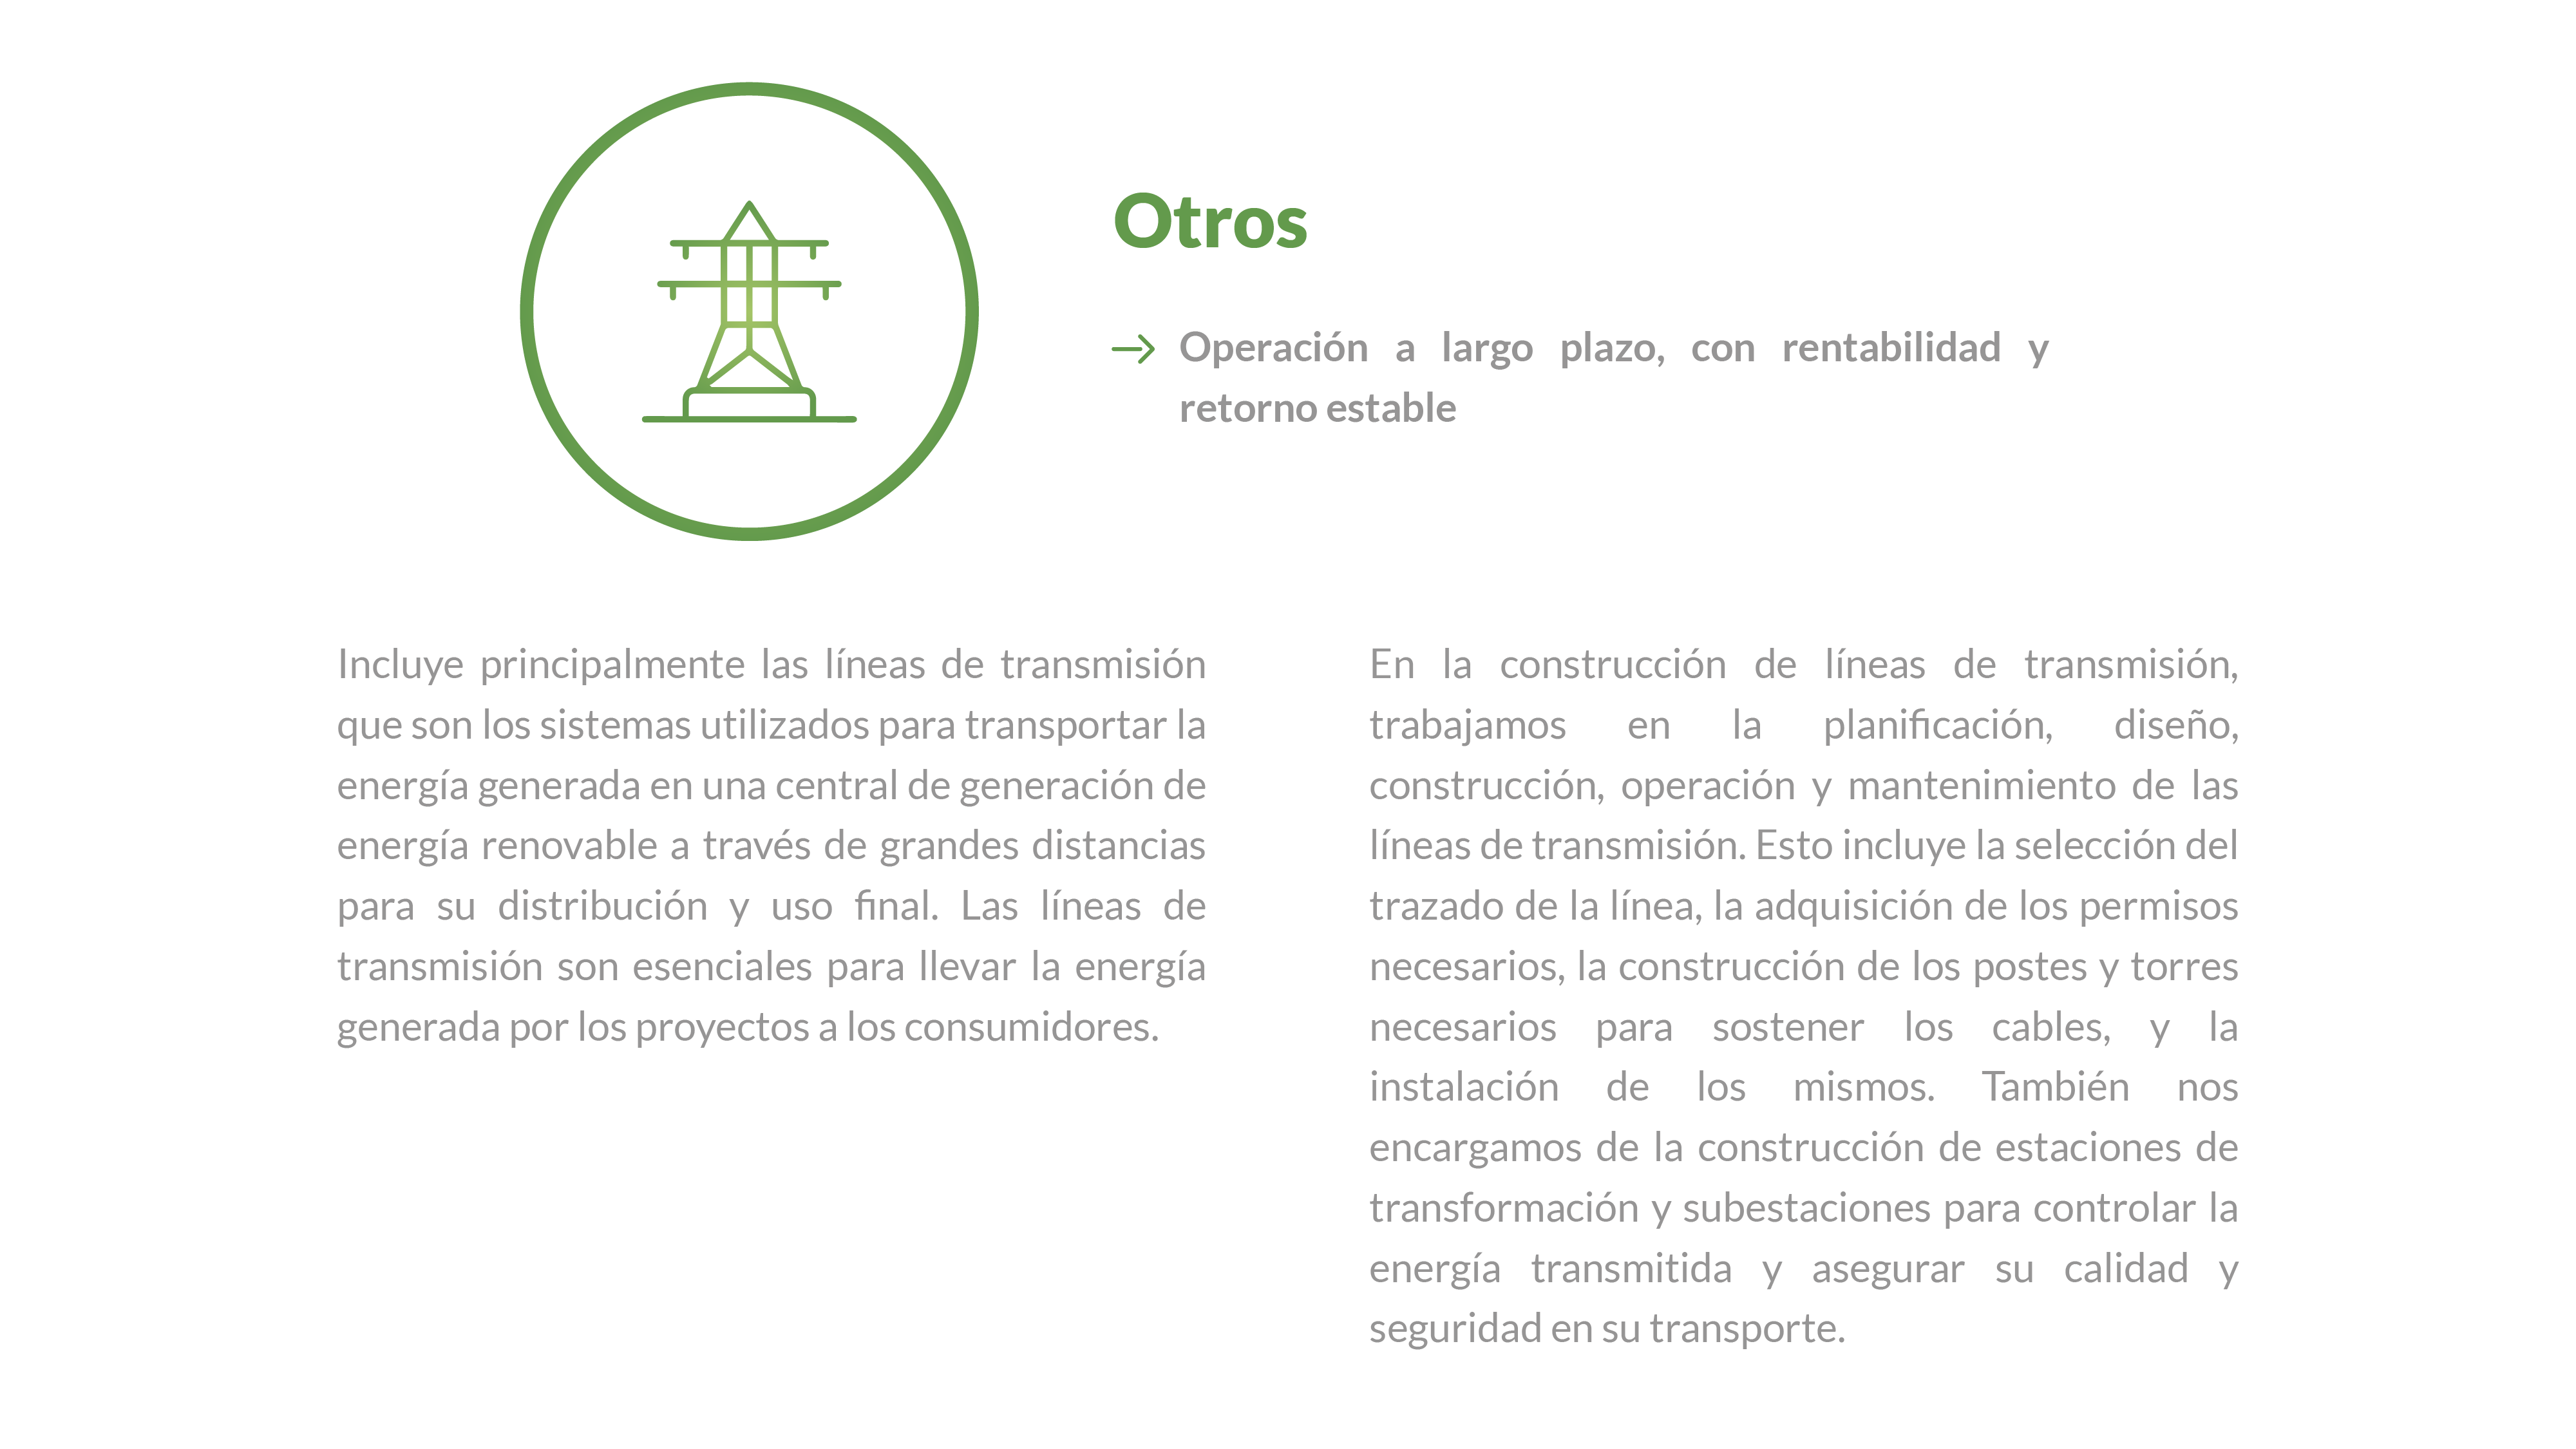 Otros
Operación a largo plazo, con rentabilidad y
retorno estable
Incluye principalmente las líneas de transmisión
que son los sistemas utilizados para transportar la
energía generada en una central de generación de
energía renovable a través de grandes distancias
para su distribución y uso final. Las líneas de
transmisión son esenciales para llevar la energía
generada por los proyectos a los consumidores.
En la construcción de líneas de transmisión,
trabajamos en la planificación, diseño,
construcción, operación y mantenimiento de las
líneas de transmisión. Esto incluye la selección del
trazado de la línea, la adquisición de los permisos
necesarios, la construcción de los postes y torres
necesarios para sostener los cables, y la
instalación de los mismos. También nos
encargamos de la construcción de estaciones de
transformación y subestaciones para controlar la
energía transmitida y asegurar su calidad y
seguridad en su transporte.